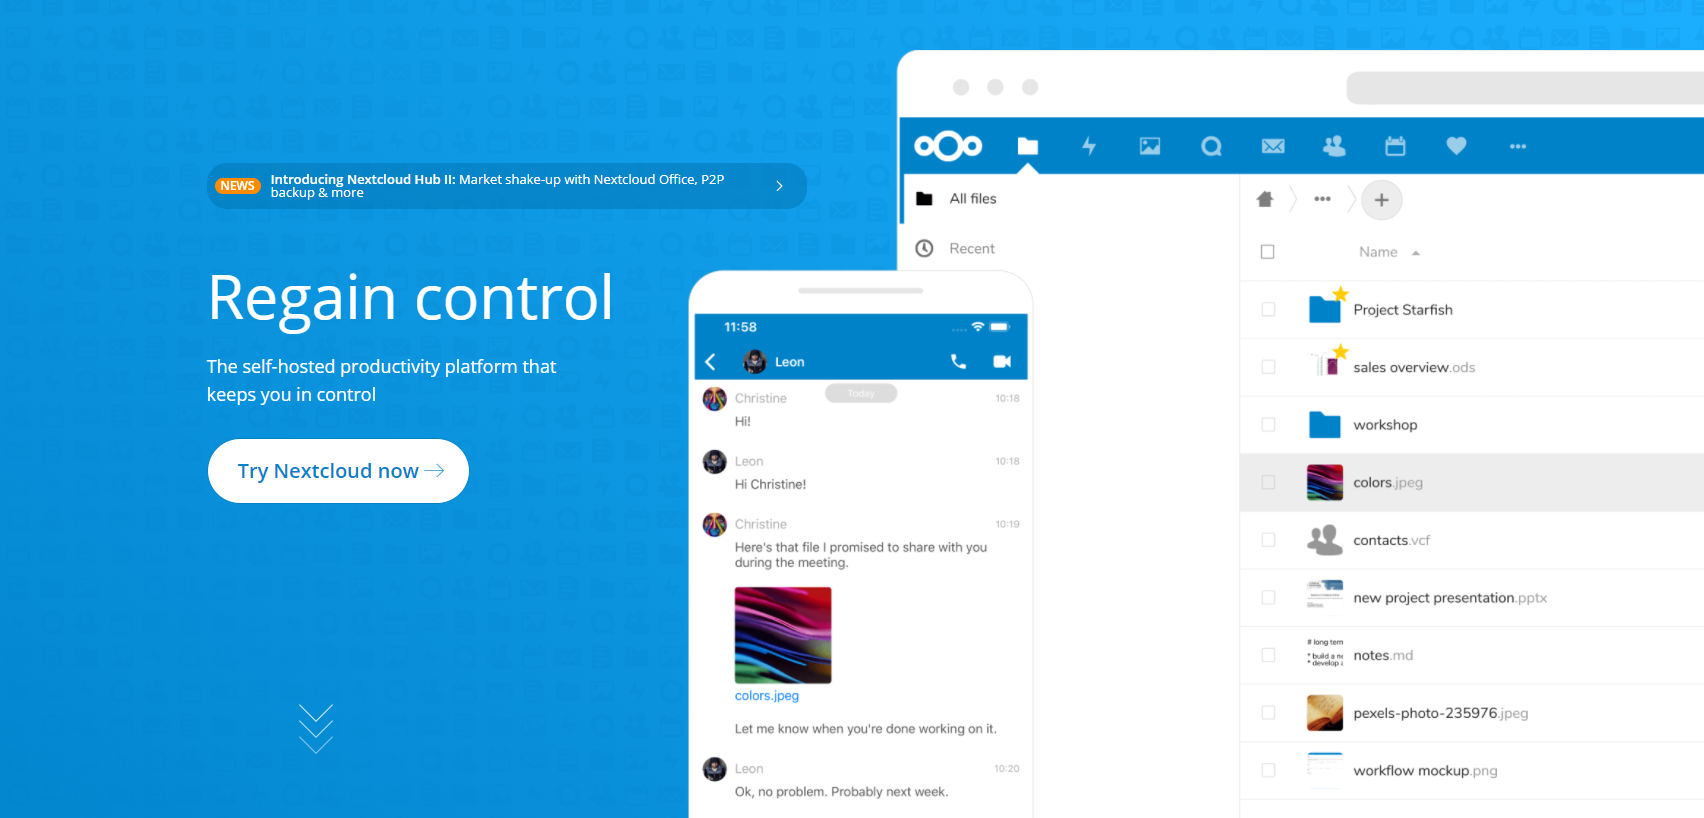 NEWS
Introducing Nextcloud Hub II: Market shake-up with Nextcloud Office, P2P
backup & more
Regain control
The self-hosted productivity platform that
keeps you in control
Try Nextcloud now
11:58
Leon
Today
Christine 10:18
Hi!
Leon 10:18
Hi Christine!
Christine 10:19
Here's that file I promised to share with you
during the meeting.
colors.jpeg
Let me know when you're done working on it.
Leon 10:20
Ok, no problem. Probably next week.
All files
Recent
Name
Project Starfish
sales overview.ods
workshop
colors.jpeg
contacts.vcf
new project presentation.pptx
# long term
* build a
* develop
notes.md
pexels-photo-235976.jpeg
workflow mockup.png